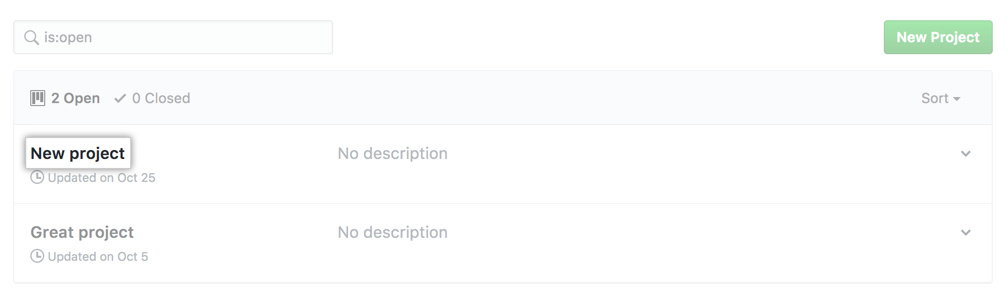 is:open
New Project
2 Open 0 Closed Sort
New project No description
Updated on Oct 25
Great project No description
Updated on Oct 5